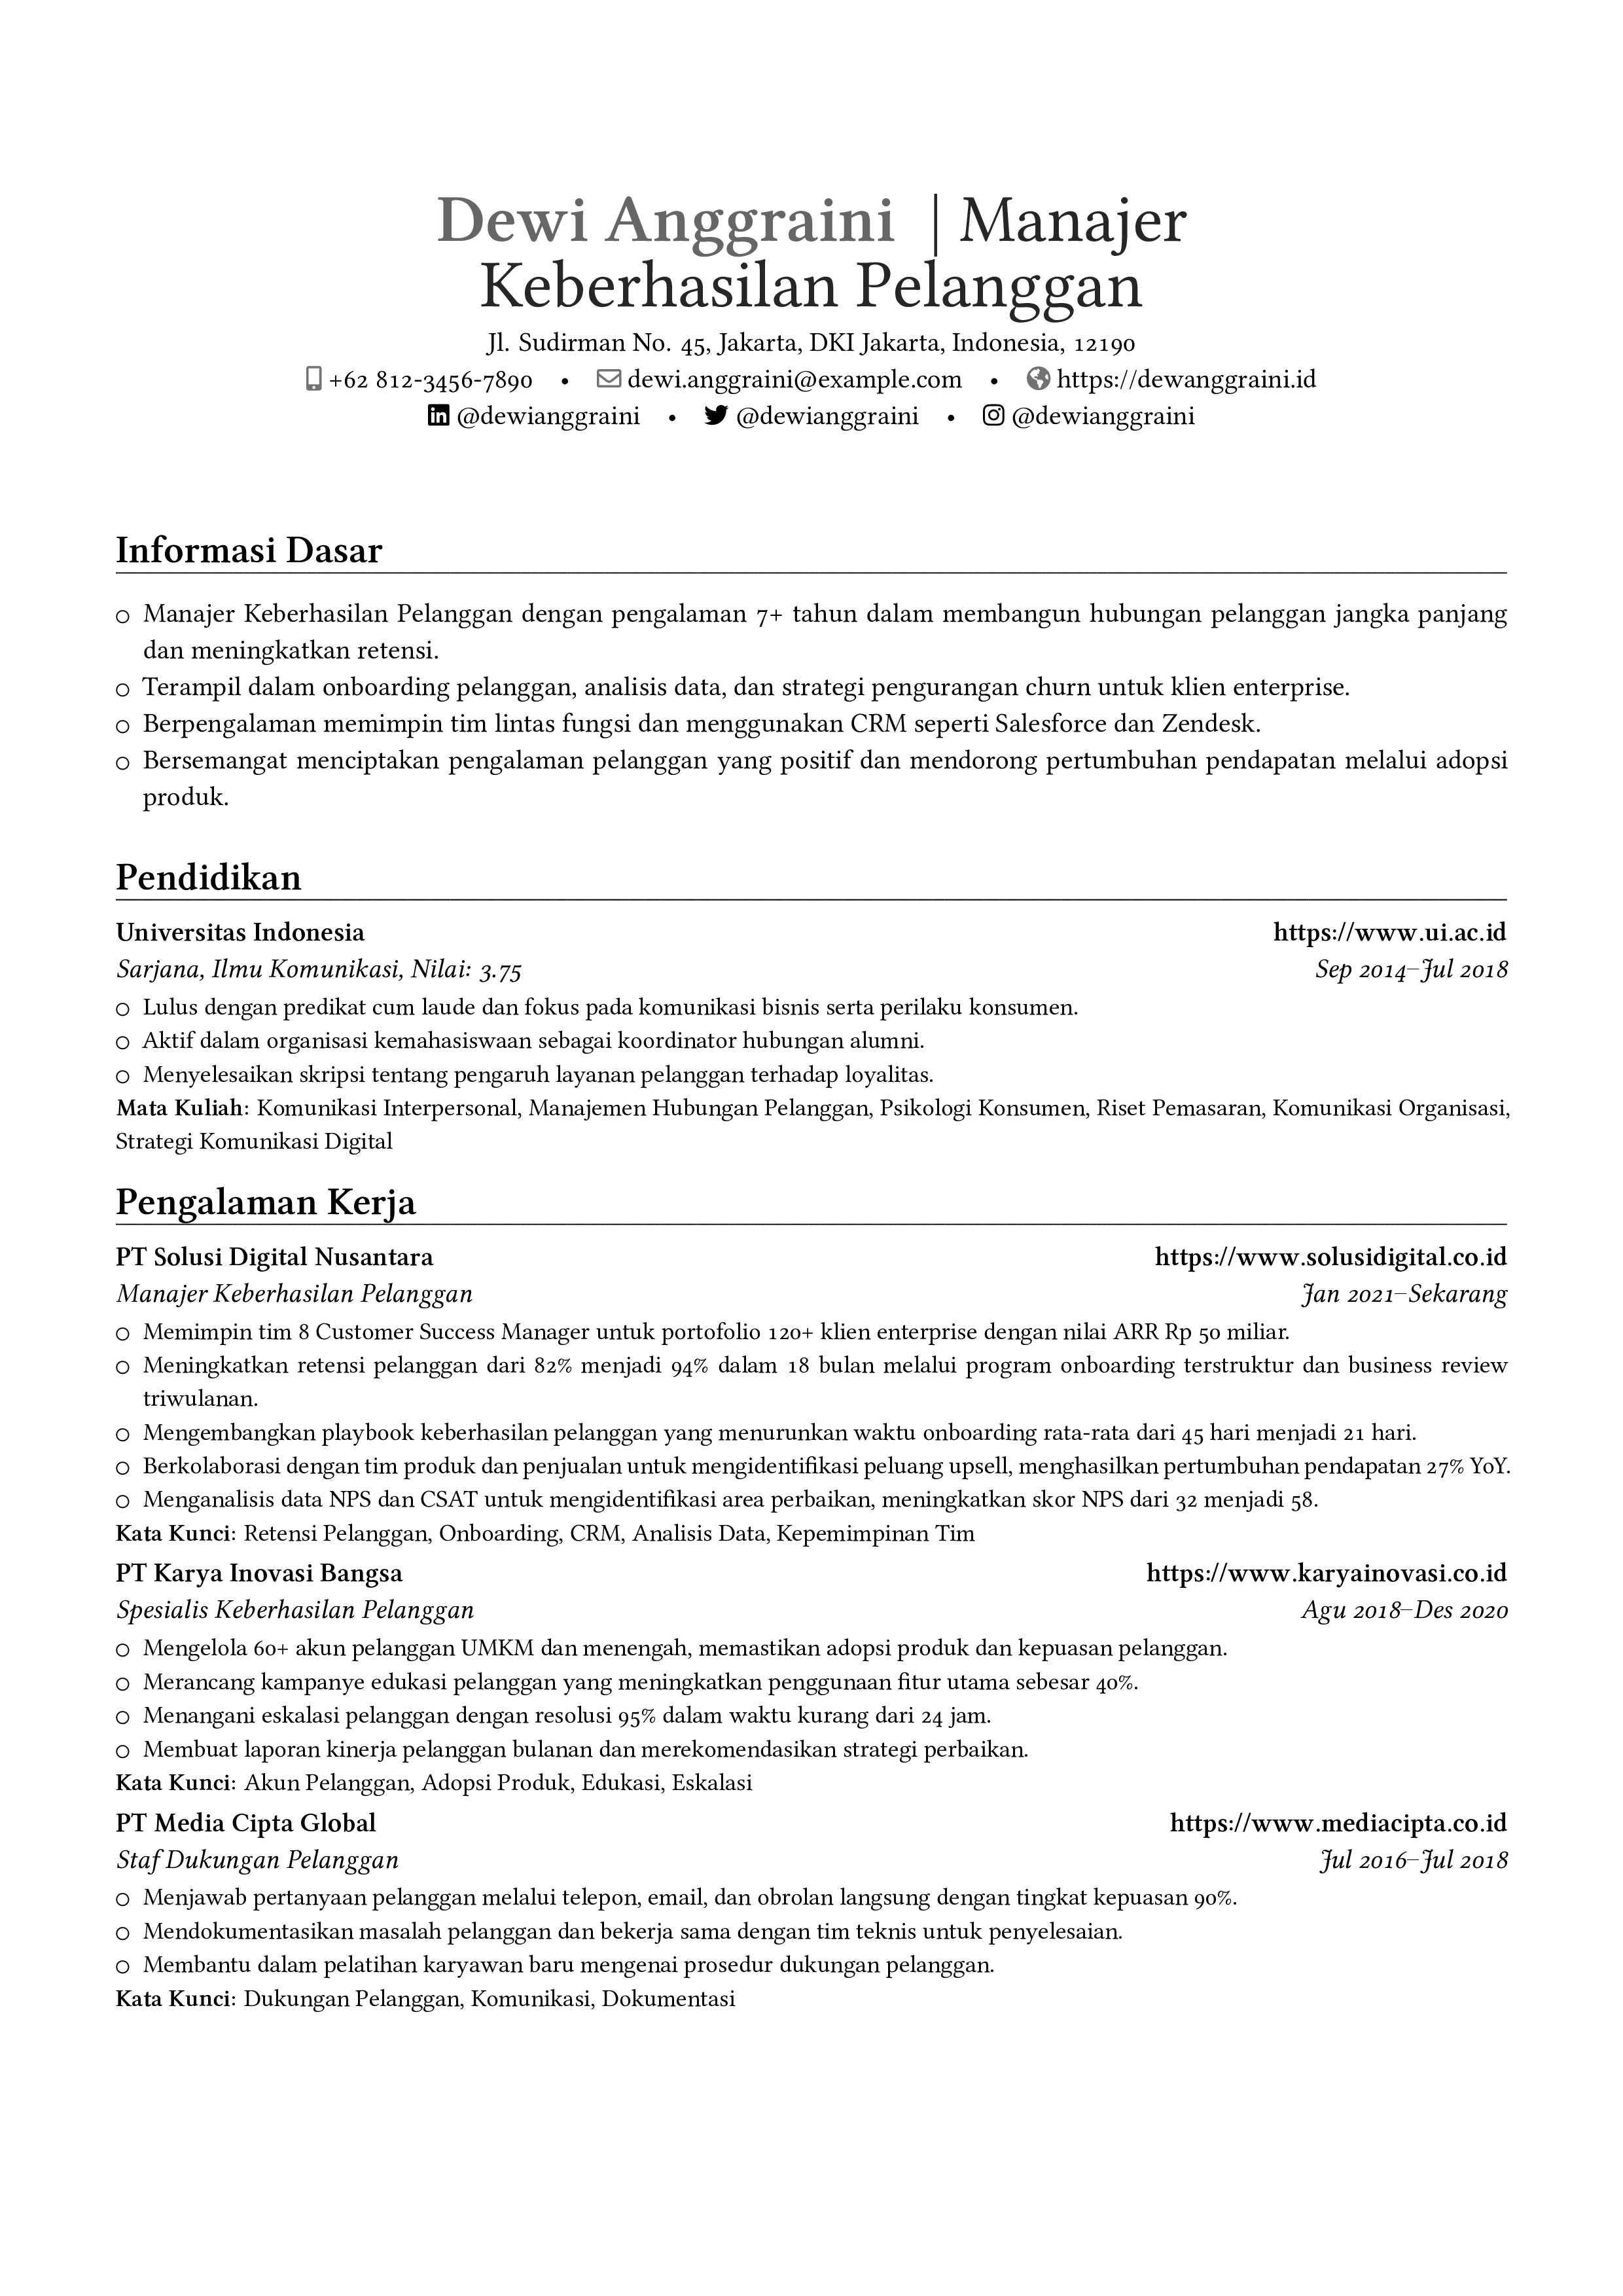 Dewi Anggraini | Manajer
Keberhasilan Pelanggan
Jl. Sudirman No. 45, Jakarta, DKI Jakarta, Indonesia, 12190
+62 812-3456-7890 • dewi.anggraini@example.com • https://dewanggraini.id
@dewianggraini • @dewianggraini • @dewianggraini
Informasi Dasar
○ Manajer Keberhasilan Pelanggan dengan pengalaman 7+ tahun dalam membangun hubungan pelanggan jangka panjang
dan meningkatkan retensi.
○ Terampil dalam onboarding pelanggan, analisis data, dan strategi pengurangan churn untuk klien enterprise.
○ Berpengalaman memimpin tim lintas fungsi dan menggunakan CRM seperti Salesforce dan Zendesk.
○ Bersemangat menciptakan pengalaman pelanggan yang positif dan mendorong pertumbuhan pendapatan melalui adopsi
produk.
Pendidikan
Universitas Indonesia https://www.ui.ac.id
Sarjana, Ilmu Komunikasi, Nilai: 3.75 Sep 2014–Jul 2018
○ Lulus dengan predikat cum laude dan fokus pada komunikasi bisnis serta perilaku konsumen.
○ Aktif dalam organisasi kemahasiswaan sebagai koordinator hubungan alumni.
○ Menyelesaikan skripsi tentang pengaruh layanan pelanggan terhadap loyalitas.
Mata Kuliah: Komunikasi Interpersonal, Manajemen Hubungan Pelanggan, Psikologi Konsumen, Riset Pemasaran, Komunikasi Organisasi,
Strategi Komunikasi Digital
Pengalaman Kerja
PT Solusi Digital Nusantara https://www.solusidigital.co.id
Manajer Keberhasilan Pelanggan Jan 2021–Sekarang
○ Memimpin tim 8 Customer Success Manager untuk portofolio 120+ klien enterprise dengan nilai ARR Rp 50 miliar.
○ Meningkatkan retensi pelanggan dari 82% menjadi 94% dalam 18 bulan melalui program onboarding terstruktur dan business review
triwulanan.
○ Mengembangkan playbook keberhasilan pelanggan yang menurunkan waktu onboarding rata-rata dari 45 hari menjadi 21 hari.
○ Berkolaborasi dengan tim produk dan penjualan untuk mengidentifikasi peluang upsell, menghasilkan pertumbuhan pendapatan 27% YoY.
○ Menganalisis data NPS dan CSAT untuk mengidentifikasi area perbaikan, meningkatkan skor NPS dari 32 menjadi 58.
Kata Kunci: Retensi Pelanggan, Onboarding, CRM, Analisis Data, Kepemimpinan Tim
PT Karya Inovasi Bangsa https://www.karyainovasi.co.id
Spesialis Keberhasilan Pelanggan Agu 2018–Des 2020
○ Mengelola 60+ akun pelanggan UMKM dan menengah, memastikan adopsi produk dan kepuasan pelanggan.
○ Merancang kampanye edukasi pelanggan yang meningkatkan penggunaan fitur utama sebesar 40%.
○ Menangani eskalasi pelanggan dengan resolusi 95% dalam waktu kurang dari 24 jam.
○ Membuat laporan kinerja pelanggan bulanan dan merekomendasikan strategi perbaikan.
Kata Kunci: Akun Pelanggan, Adopsi Produk, Edukasi, Eskalasi
PT Media Cipta Global https://www.mediacipta.co.id
Staf Dukungan Pelanggan Jul 2016–Jul 2018
○ Menjawab pertanyaan pelanggan melalui telepon, email, dan obrolan langsung dengan tingkat kepuasan 90%.
○ Mendokumentasikan masalah pelanggan dan bekerja sama dengan tim teknis untuk penyelesaian.
○ Membantu dalam pelatihan karyawan baru mengenai prosedur dukungan pelanggan.
Kata Kunci: Dukungan Pelanggan, Komunikasi, Dokumentasi